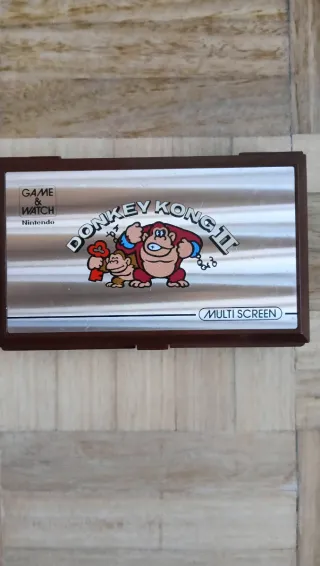 GAME
&
WATCH
Nintendo
DONKEY KONG II
MULTI SCREEN